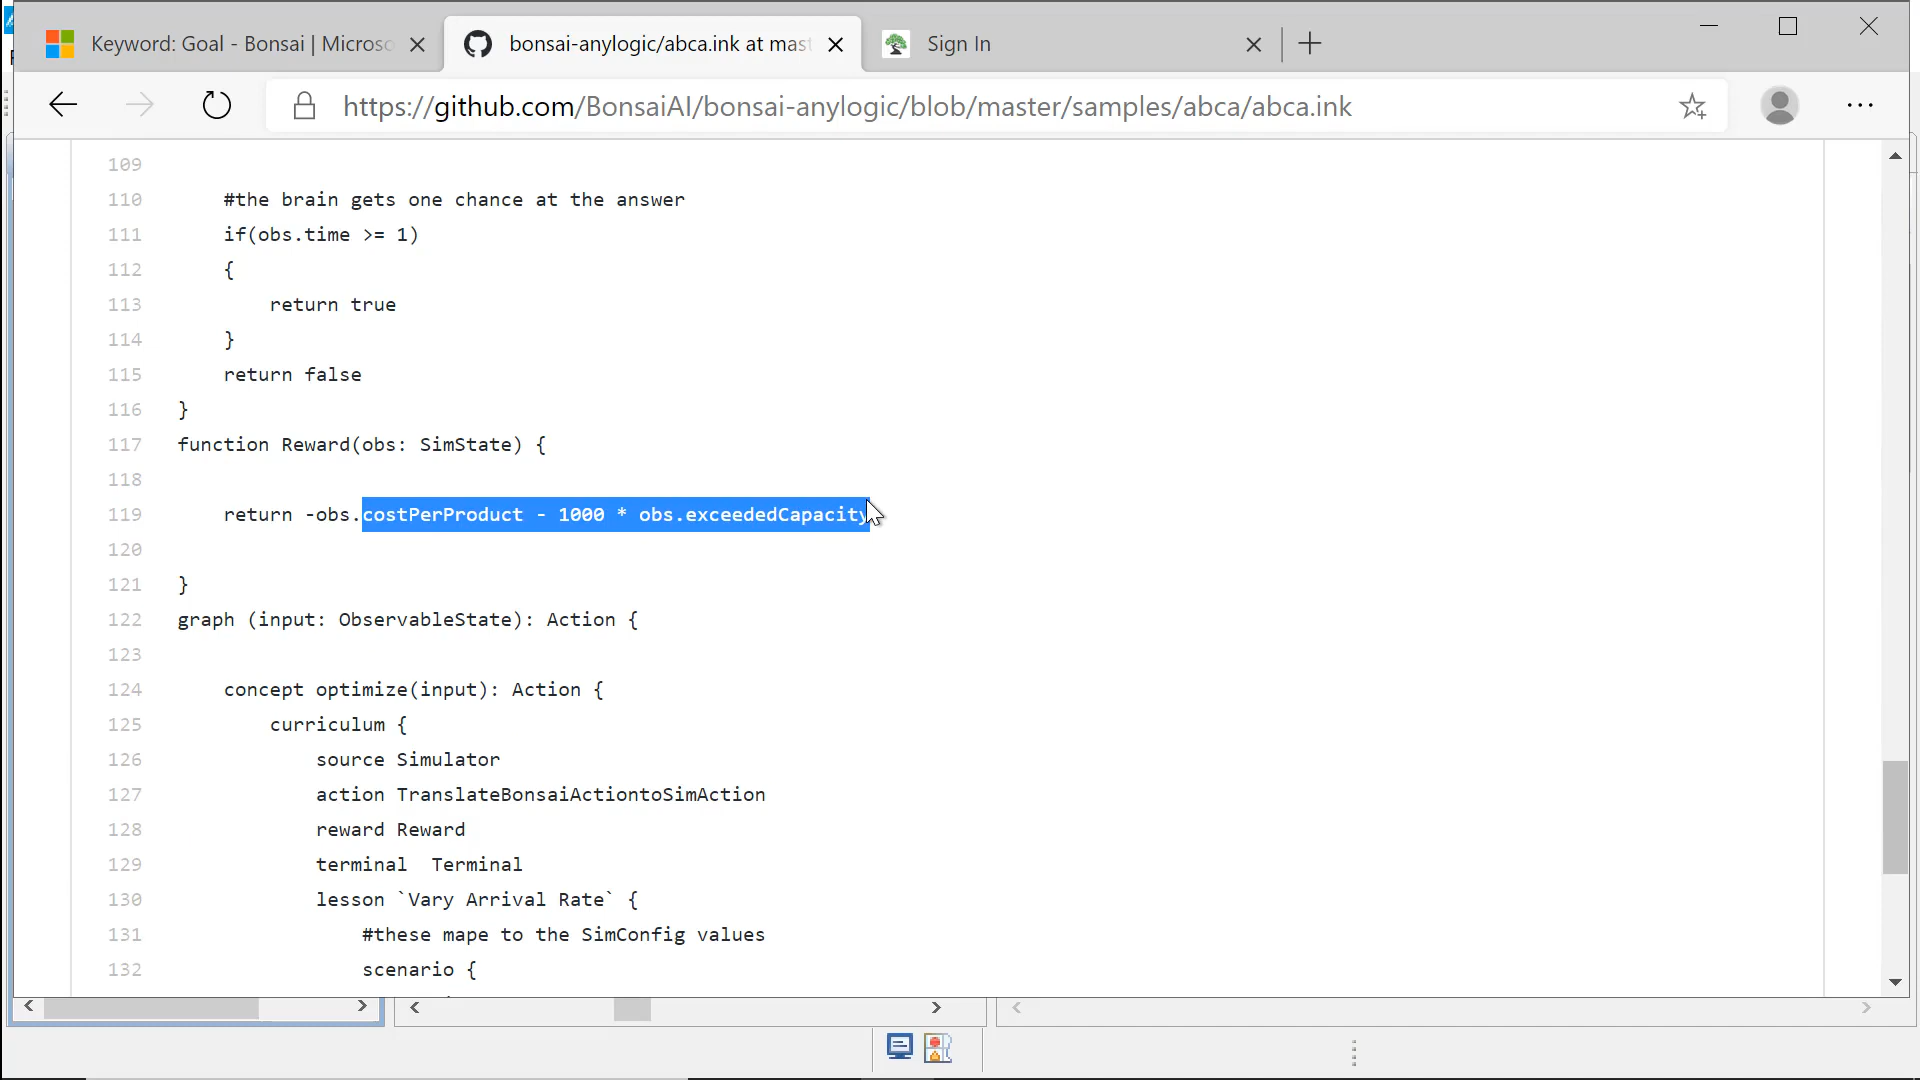 Keyword: Goal - Bonsai | Microso
bonsai-anylogic/abca.ink at mast
Sign In
https://github.com/BonsaiAI/bonsai-anylogic/blob/master/samples/abca/abca.ink
109
110 #the brain gets one chance at the answer
111 if(obs.time >= 1)
112 {
113 return true
114 }
115 return false
116 }
117 function Reward(obs: SimState) {
118
119 return -obs.costPerProduct - 1000 * obs.exceededCapacity
120
121 }
122 graph (input: ObservableState): Action {
123
124 concept optimize(input): Action {
125 curriculum {
126 source Simulator
127 action TranslateBonsaiActiontoSimAction
128 reward Reward
129 terminal Terminal
130 lesson `Vary Arrival Rate` {
131 #these mape to the SimConfig values
132 scenario {